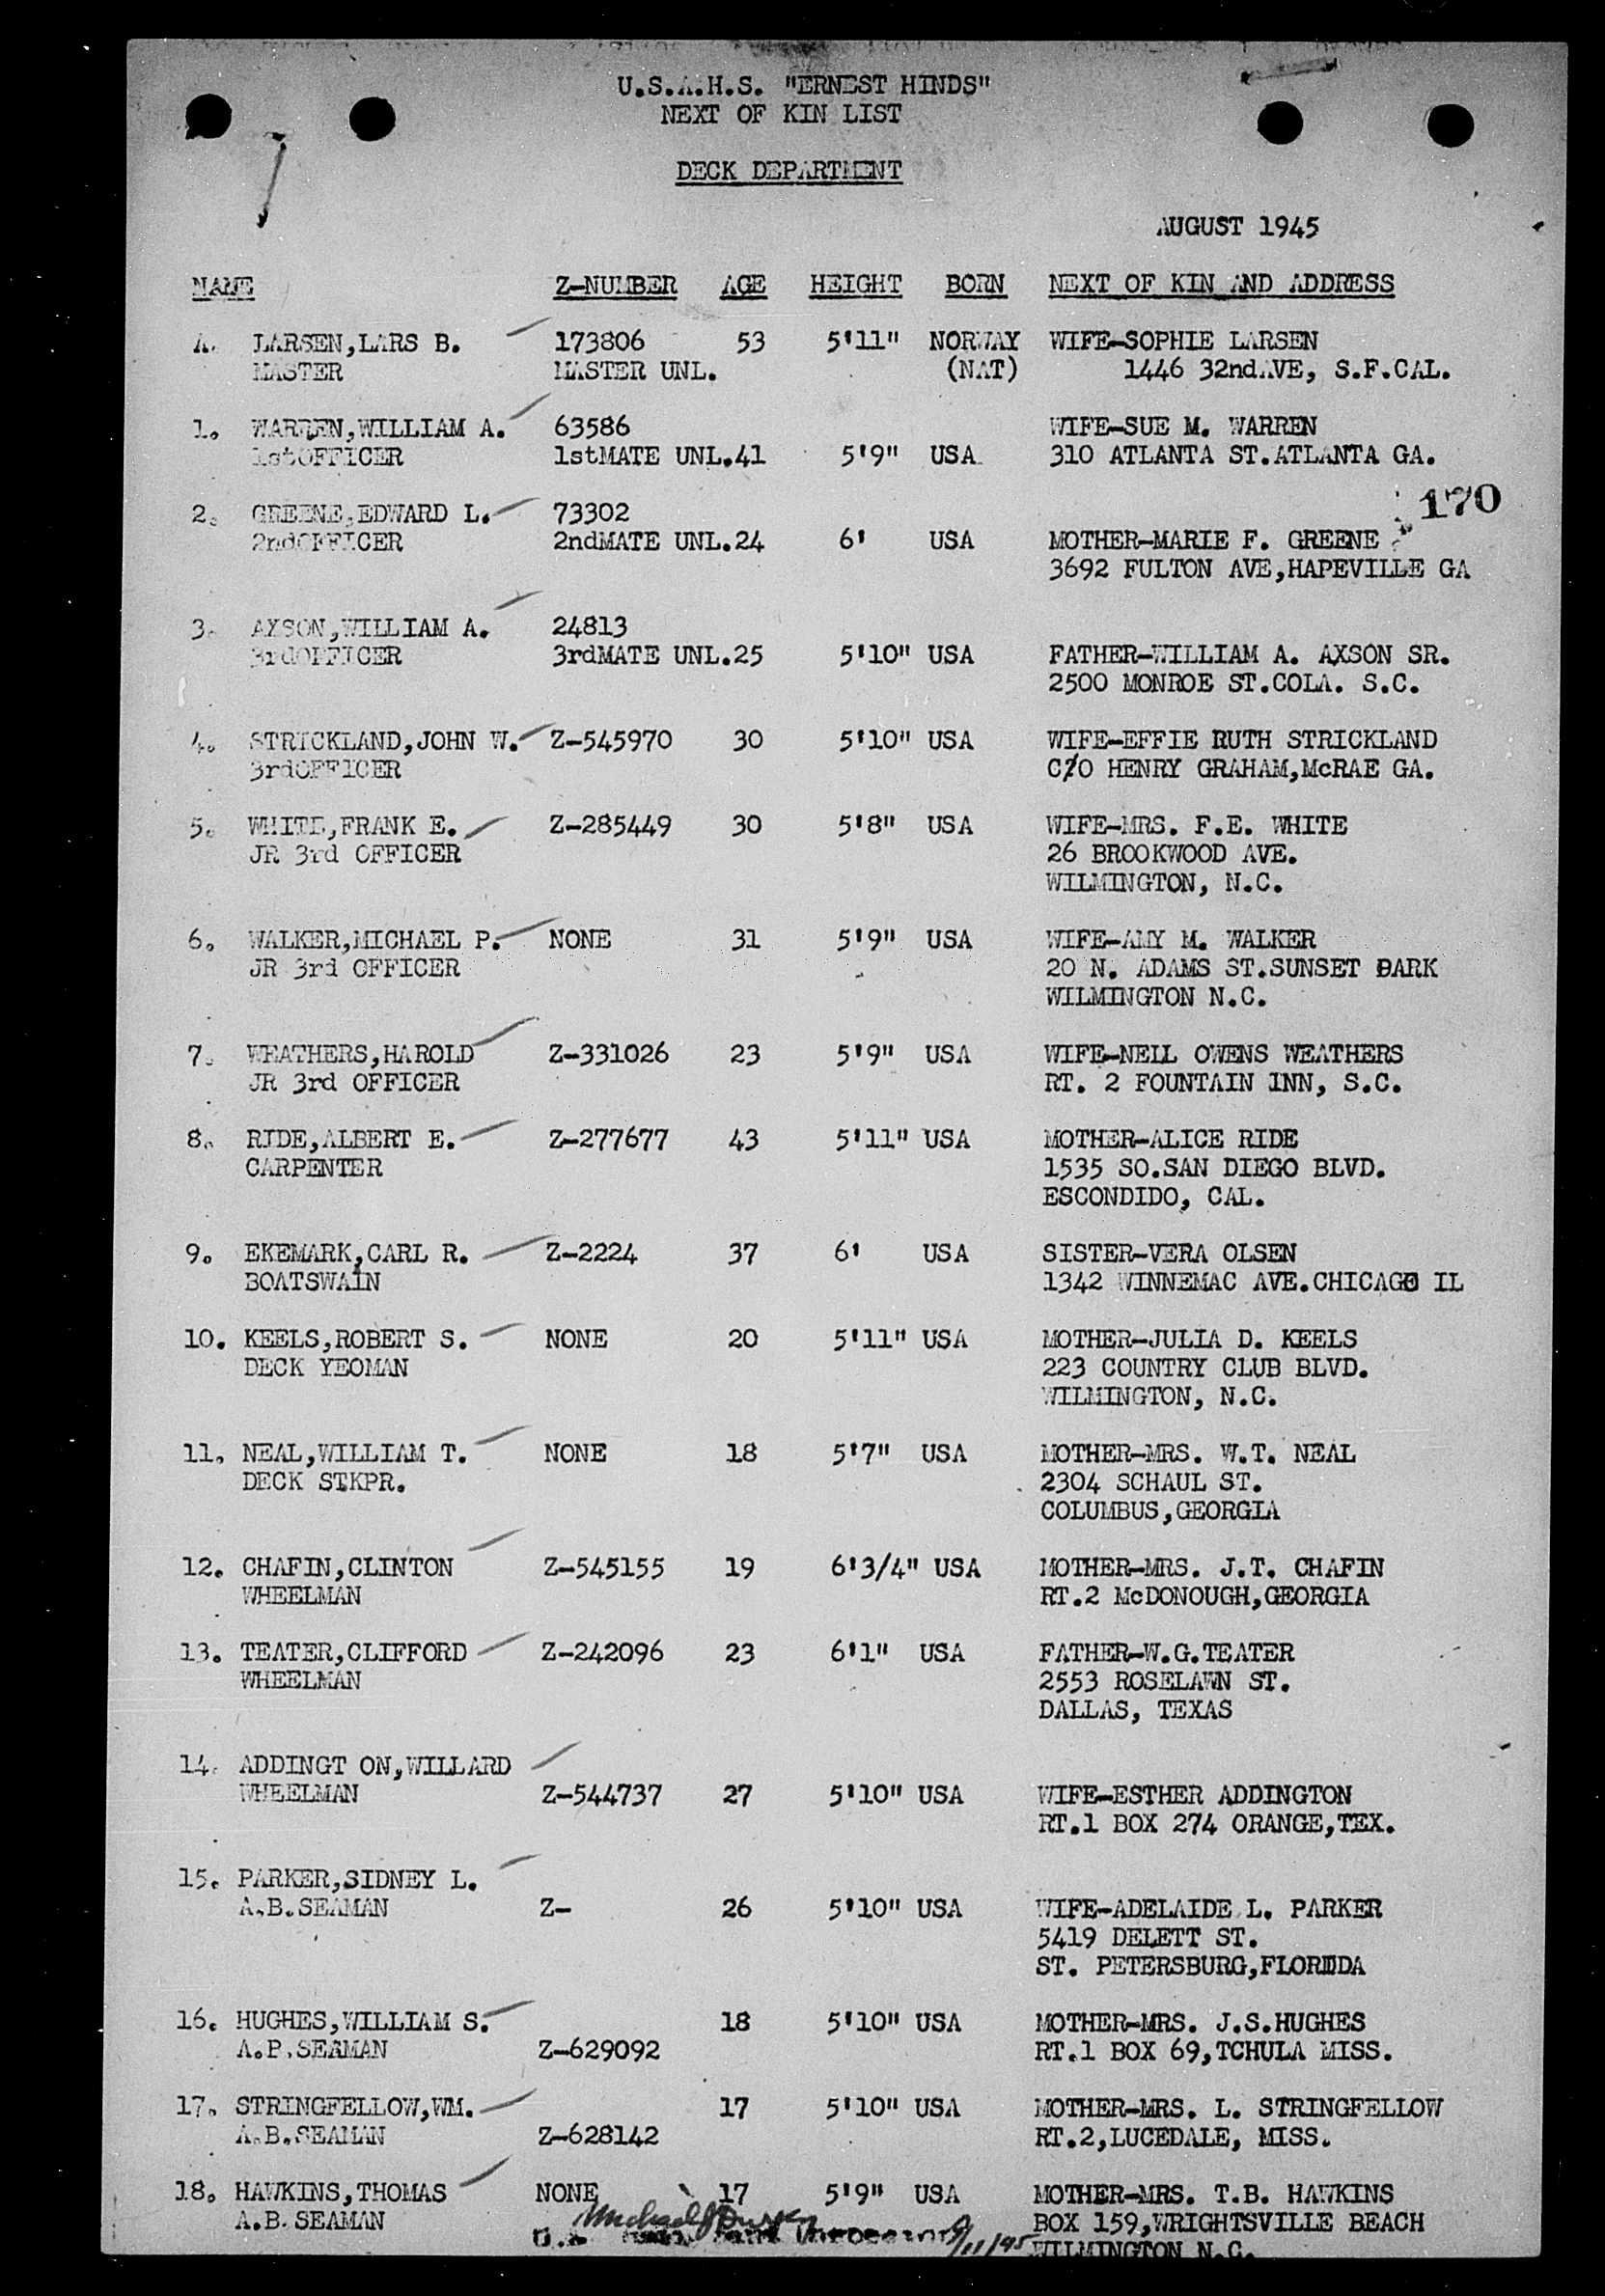 U.S.A.H.S. "ERNEST HINDS"
NEXT OF KIN LIST
DECK DEPARTMENT
AUGUST 1945
NAME Z-NUMBER AGE HEIGHT BORN NEXT OF KIN AND ADDRESS
A. LARSEN,LARS B. 173806 53 5'11" NORWAY WIFE-SOPHIE LARSEN
MASTER MASTER UNL. (NAT) 1446 32ndAVE, S.F.CAL.
1. WARREN,WILLIAM A. 63586 WIFE-SUE M. WARREN
1stOFFICER 1stMATE UNL.41 5'9" USA 310 ATLANTA ST.ATLANTA GA.
170
2. GREENE,EDWARD L. 73302
2ndOFFICER 2ndMATE UNL.24 6' USA MOTHER-MARIE F. GREENE
3692 FULTON AVE,HAPEVILLE GA
3. AXSON,WILLIAM A. 24813
3rdOFFICER 3rdMATE UNL.25 5'10" USA FATHER-WILLIAM A. AXSON SR.
2500 MONROE ST.COLA. S.C.
4. STRICKLAND,JOHN W. Z-545970 30 5'10" USA WIFE-EFFIE RUTH STRICKLAND
3rdOFFICER C/O HENRY GRAHAM,McRAE GA.
5. WHITE,FRANK E. Z-285449 30 5'8" USA WIFE-MRS. F.E. WHITE
JR 3rd OFFICER 26 BROOKWOOD AVE.
WILMINGTON, N.C.
6. WALKER,MICHAEL P. NONE 31 5'9" USA WIFE-AMY M. WALKER
JR 3rd OFFICER 20 N. ADAMS ST.SUNSET PARK
WILMINGTON N.C.
7. WEATHERS,HAROLD Z-331026 23 5'9" USA WIFE-NELL OWENS WEATHERS
JR 3rd OFFICER RT. 2 FOUNTAIN INN, S.C.
8. RIDE,ALBERT E. Z-277677 43 5'11" USA MOTHER-ALICE RIDE
CARPENTER 1535 SO.SAN DIEGO BLVD.
ESCONDIDO, CAL.
9. EKEMARK,CARL R. Z-2224 37 6' USA SISTER-VERA OLSEN
BOATSWAIN 1342 WINNEMAC AVE.CHICAGO IL
10. KEELS,ROBERT S. NONE 20 5'11" USA MOTHER-JULIA D. KEELS
DECK YEOMAN 223 COUNTRY CLUB BLVD.
WILMINGTON, N.C.
11. NEAL,WILLIAM T. NONE 18 5'7" USA MOTHER-MRS. W.T. NEAL
DECK STKPR. 2304 SCHAUL ST.
COLUMBUS,GEORGIA
12. CHAFIN,CLINTON Z-545155 19 6'3/4" USA MOTHER-MRS. J.T. CHAFIN
WHEELMAN RT.2 McDONOUGH,GEORGIA
13. TEATER,CLIFFORD Z-242096 23 6'1" USA FATHER-W.G.TEATER
WHEELMAN 2553 ROSELAWN ST.
DALLAS, TEXAS
14. ADDINGT ON,WILLARD
WHEELMAN Z-544737 27 5'10" USA WIFE-ESTHER ADDINGTON
RT.1 BOX 274 ORANGE,TEX.
15. PARKER,SIDNEY L.
A.B.SEAMAN Z- 26 5'10" USA WIFE-ADELAIDE L. PARKER
5419 DELETT ST.
ST. PETERSBURG,FLORIDA
16. HUGHES,WILLIAM S. 18 5'10" USA MOTHER-MRS. J.S.HUGHES
A.B.SEAMAN Z-629092 RT.1 BOX 69,TCHULA MISS.
17. STRINGFELLOW,WM. 17 5'10" USA MOTHER-MRS. L. STRINGFELLOW
A.B.SEAMAN Z-628142 RT.2,LUCEDALE, MISS.
18. HAWKINS,THOMAS NONE 17 5'9" USA MOTHER-MRS. T.B. HAWKINS
A.B. SEAMAN Michael BOX 159,WRIGHTSVILLE BEACH
U.S. 9/11/45 WILMINGTON N.C.